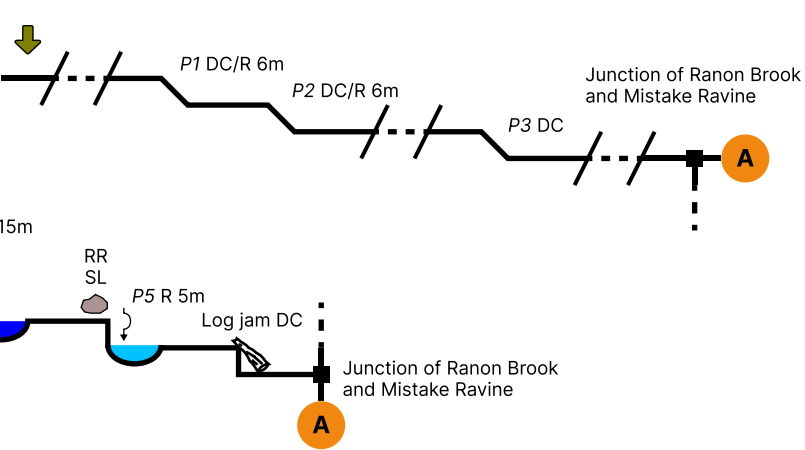 P1 DC/R 6m
P2 DC/R 6m
Junction of Ranon Brook
and Mistake Ravine
P3 DC
A
15m
RR
SL
P5 R 5m
Log jam DC
Junction of Ranon Brook
and Mistake Ravine
A